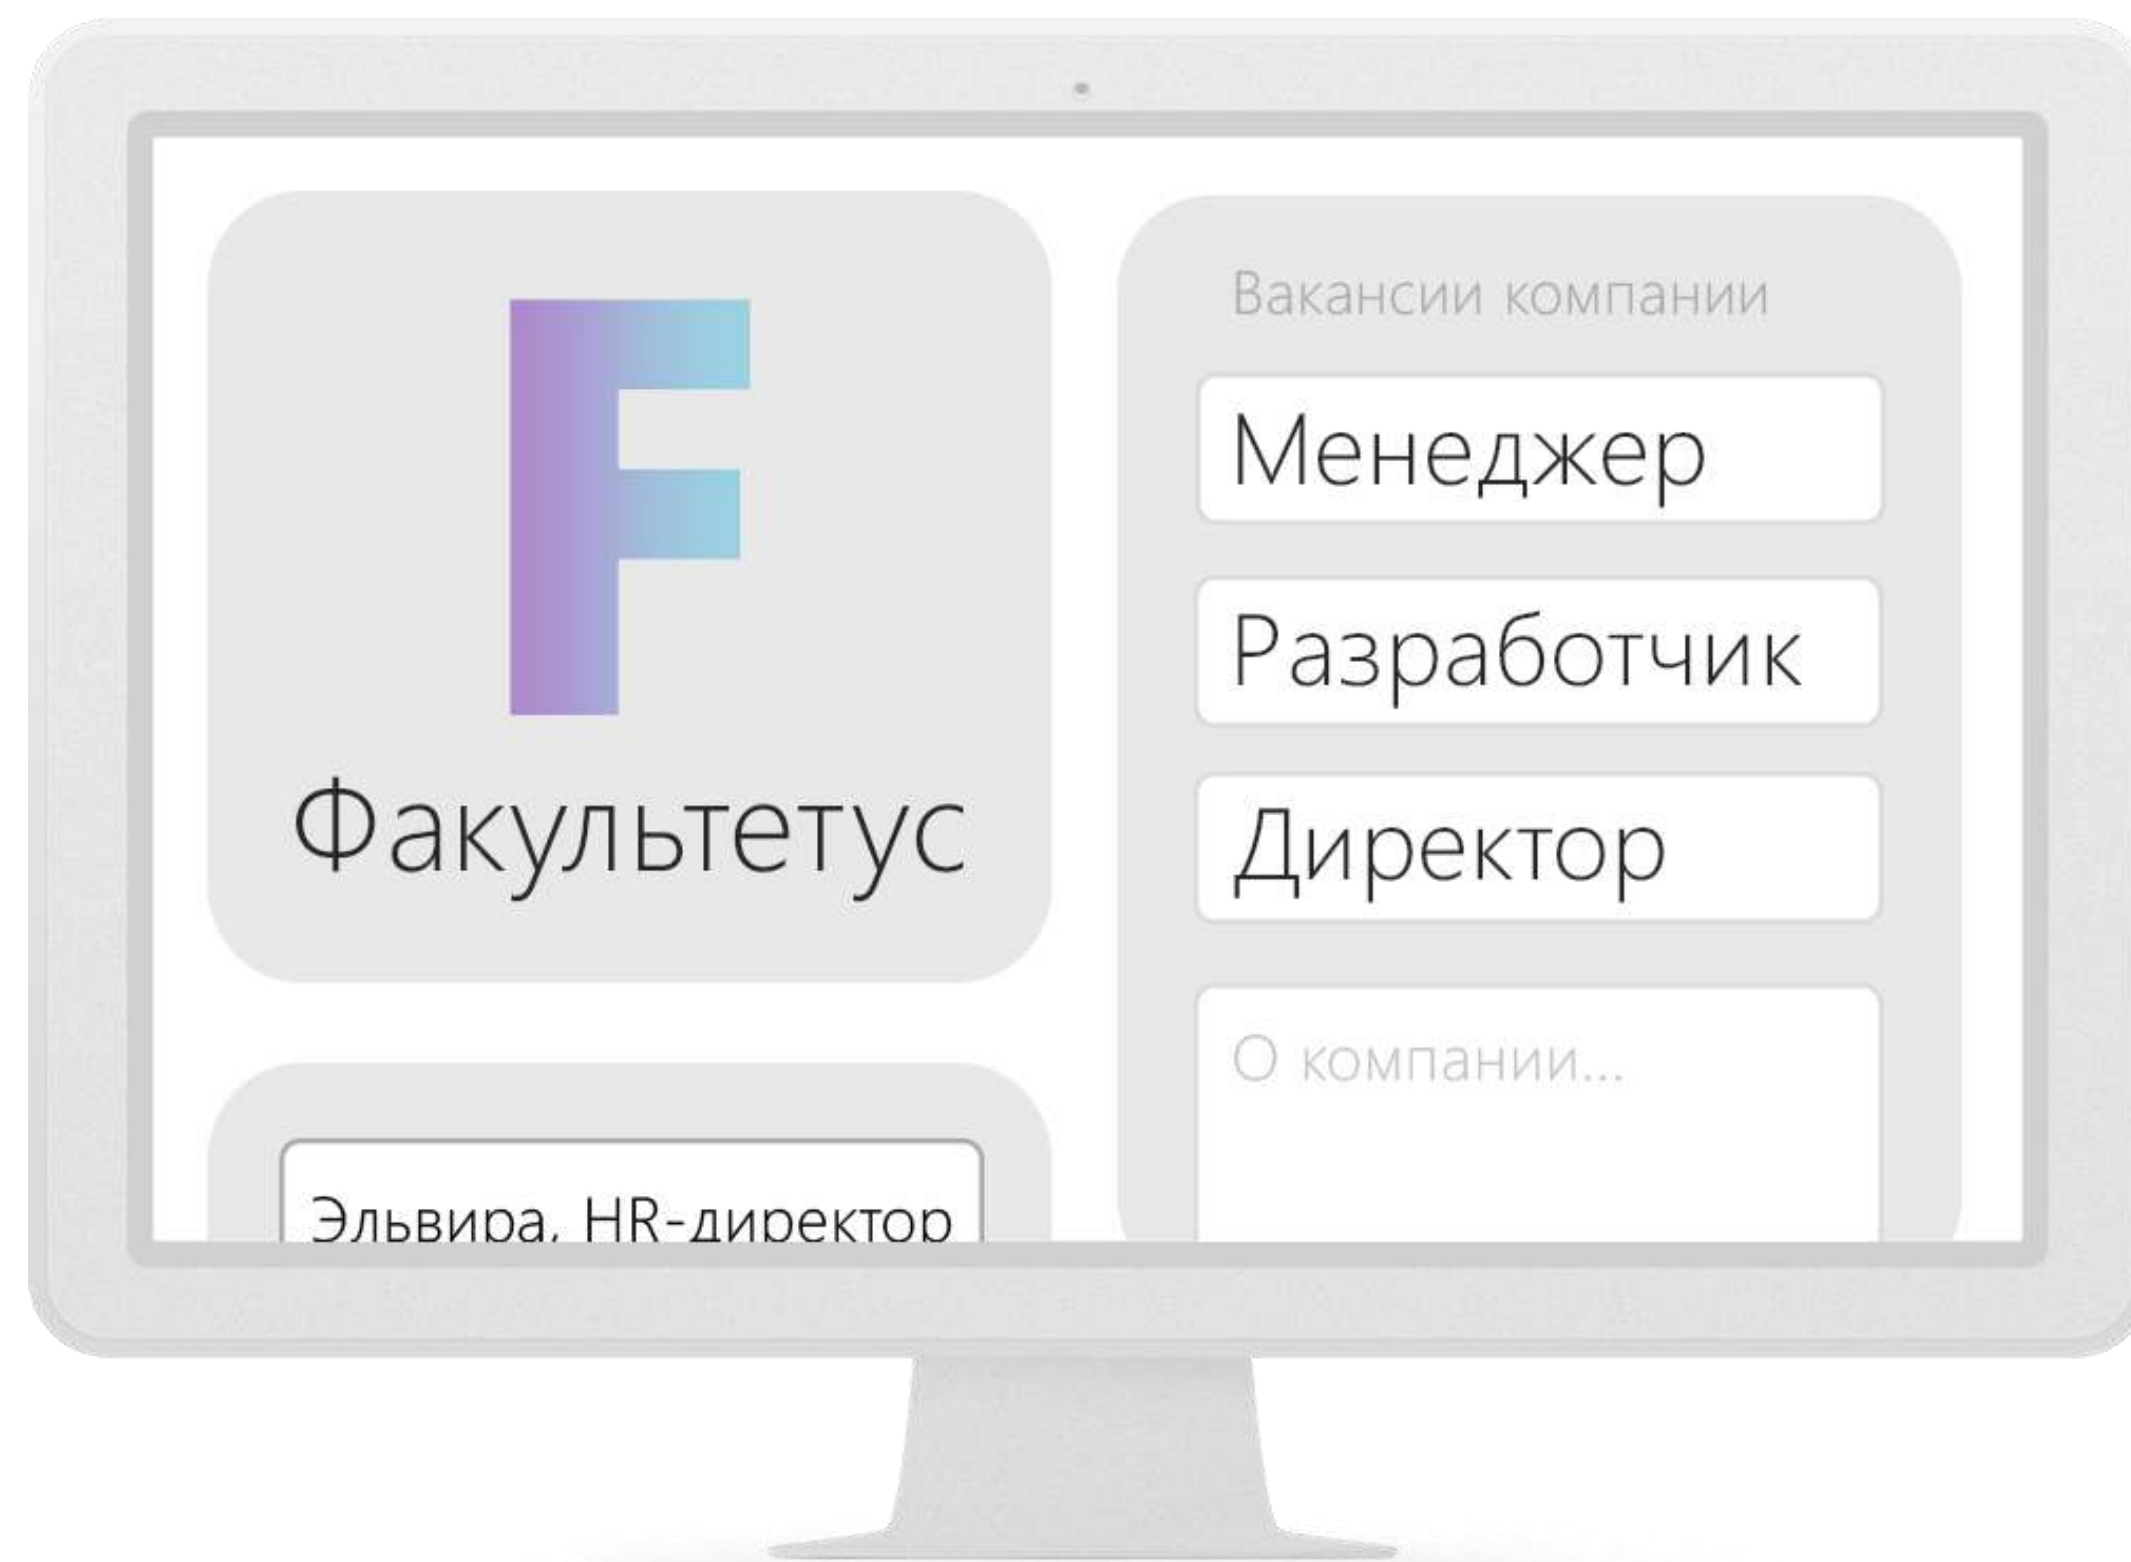 F
Факультетус
Эльвира, HR-директор
Вакансии компании
Менеджер
Разработчик
Директор
О компании...